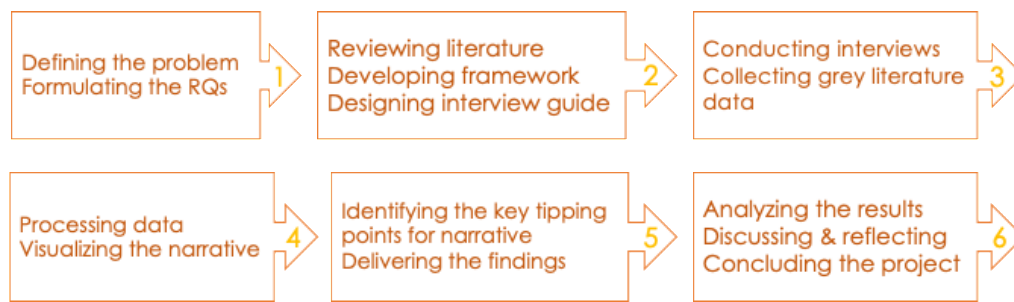 Defining the problem
Formulating the RQs
1
Reviewing literature
Developing framework
Designing interview guide
2
Conducting interviews
Collecting grey literature
data
3
Processing data
Visualizing the narrative
4
Identifying the key tipping
points for narrative
Delivering the findings
5
Analyzing the results
Discussing & reflecting
Concluding the project
6